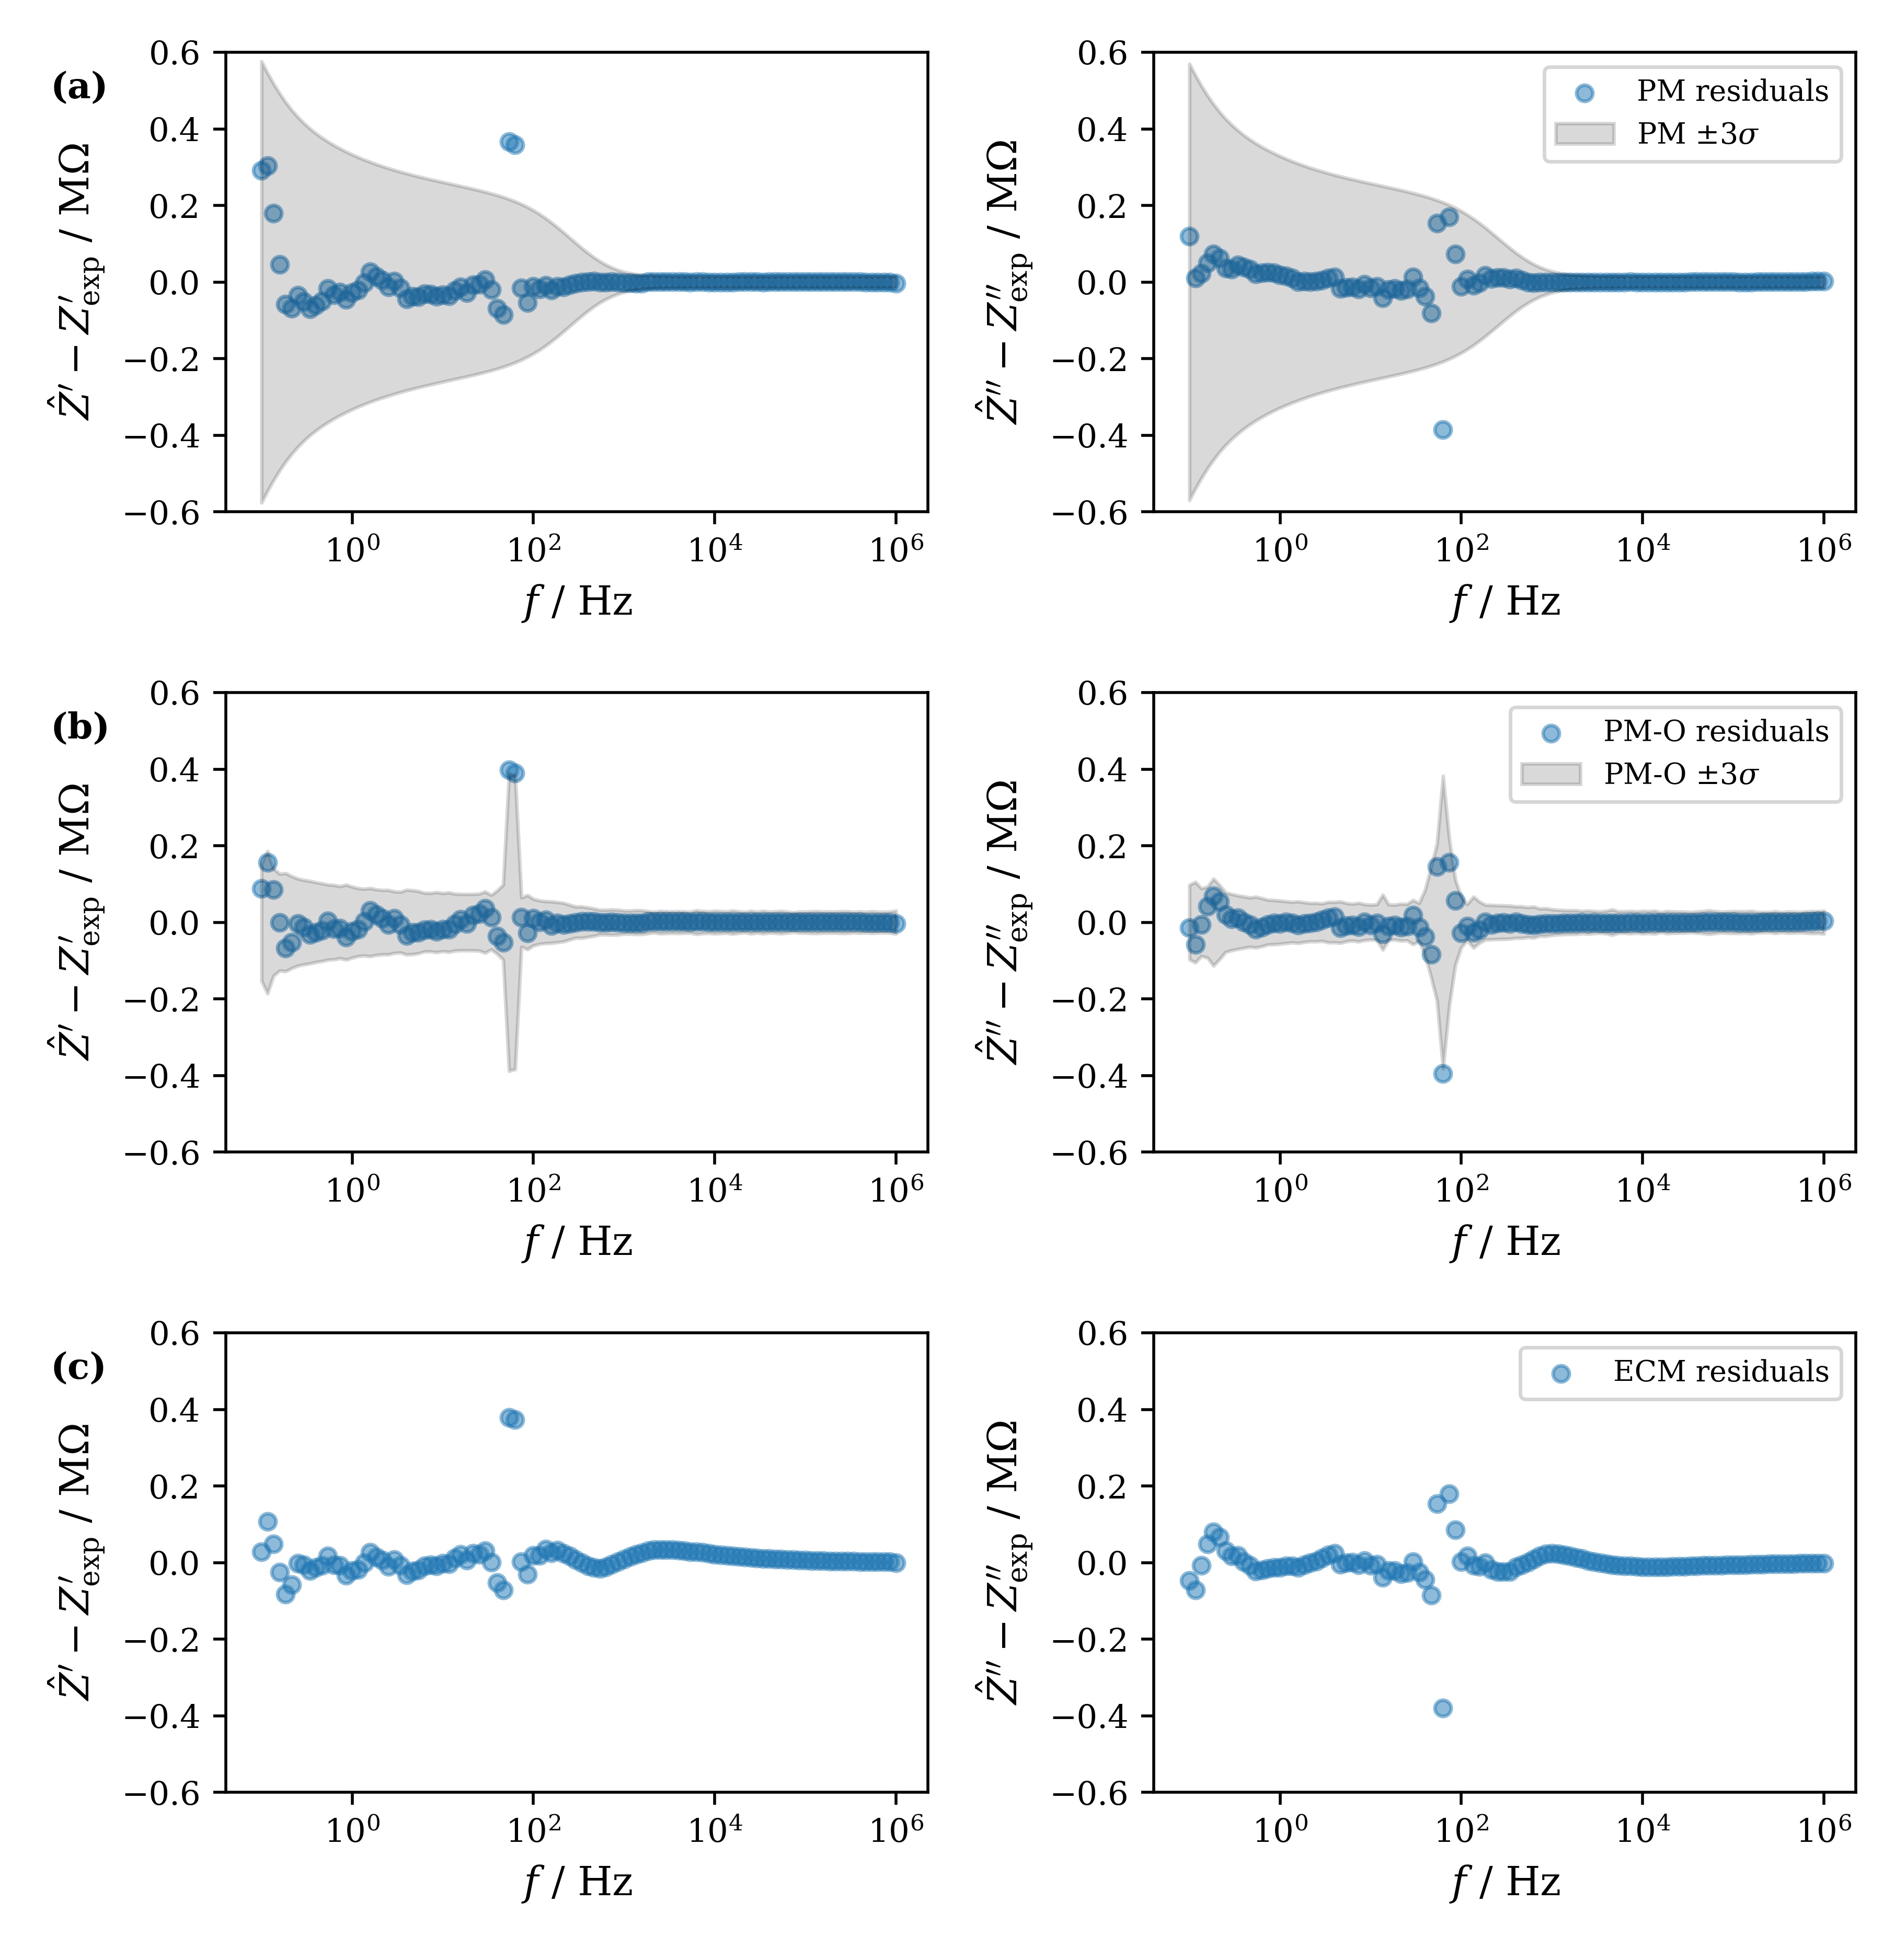 (a)
0.6
0.4
0.2
0.0
−0.2
−0.4
−0.6
Ẑ′ − Z′exp / MΩ
10⁰ 10² 10⁴ 10⁶
f / Hz
0.6
0.4
0.2
0.0
−0.2
−0.4
−0.6
Ẑ″ − Z″exp / MΩ
PM residuals
PM ±3σ
10⁰ 10² 10⁴ 10⁶
f / Hz
(b)
0.6
0.4
0.2
0.0
−0.2
−0.4
−0.6
Ẑ′ − Z′exp / MΩ
10⁰ 10² 10⁴ 10⁶
f / Hz
0.6
0.4
0.2
0.0
−0.2
−0.4
−0.6
Ẑ″ − Z″exp / MΩ
PM-O residuals
PM-O ±3σ
10⁰ 10² 10⁴ 10⁶
f / Hz
(c)
0.6
0.4
0.2
0.0
−0.2
−0.4
−0.6
Ẑ′ − Z′exp / MΩ
10⁰ 10² 10⁴ 10⁶
f / Hz
0.6
0.4
0.2
0.0
−0.2
−0.4
−0.6
Ẑ″ − Z″exp / MΩ
ECM residuals
10⁰ 10² 10⁴ 10⁶
f / Hz